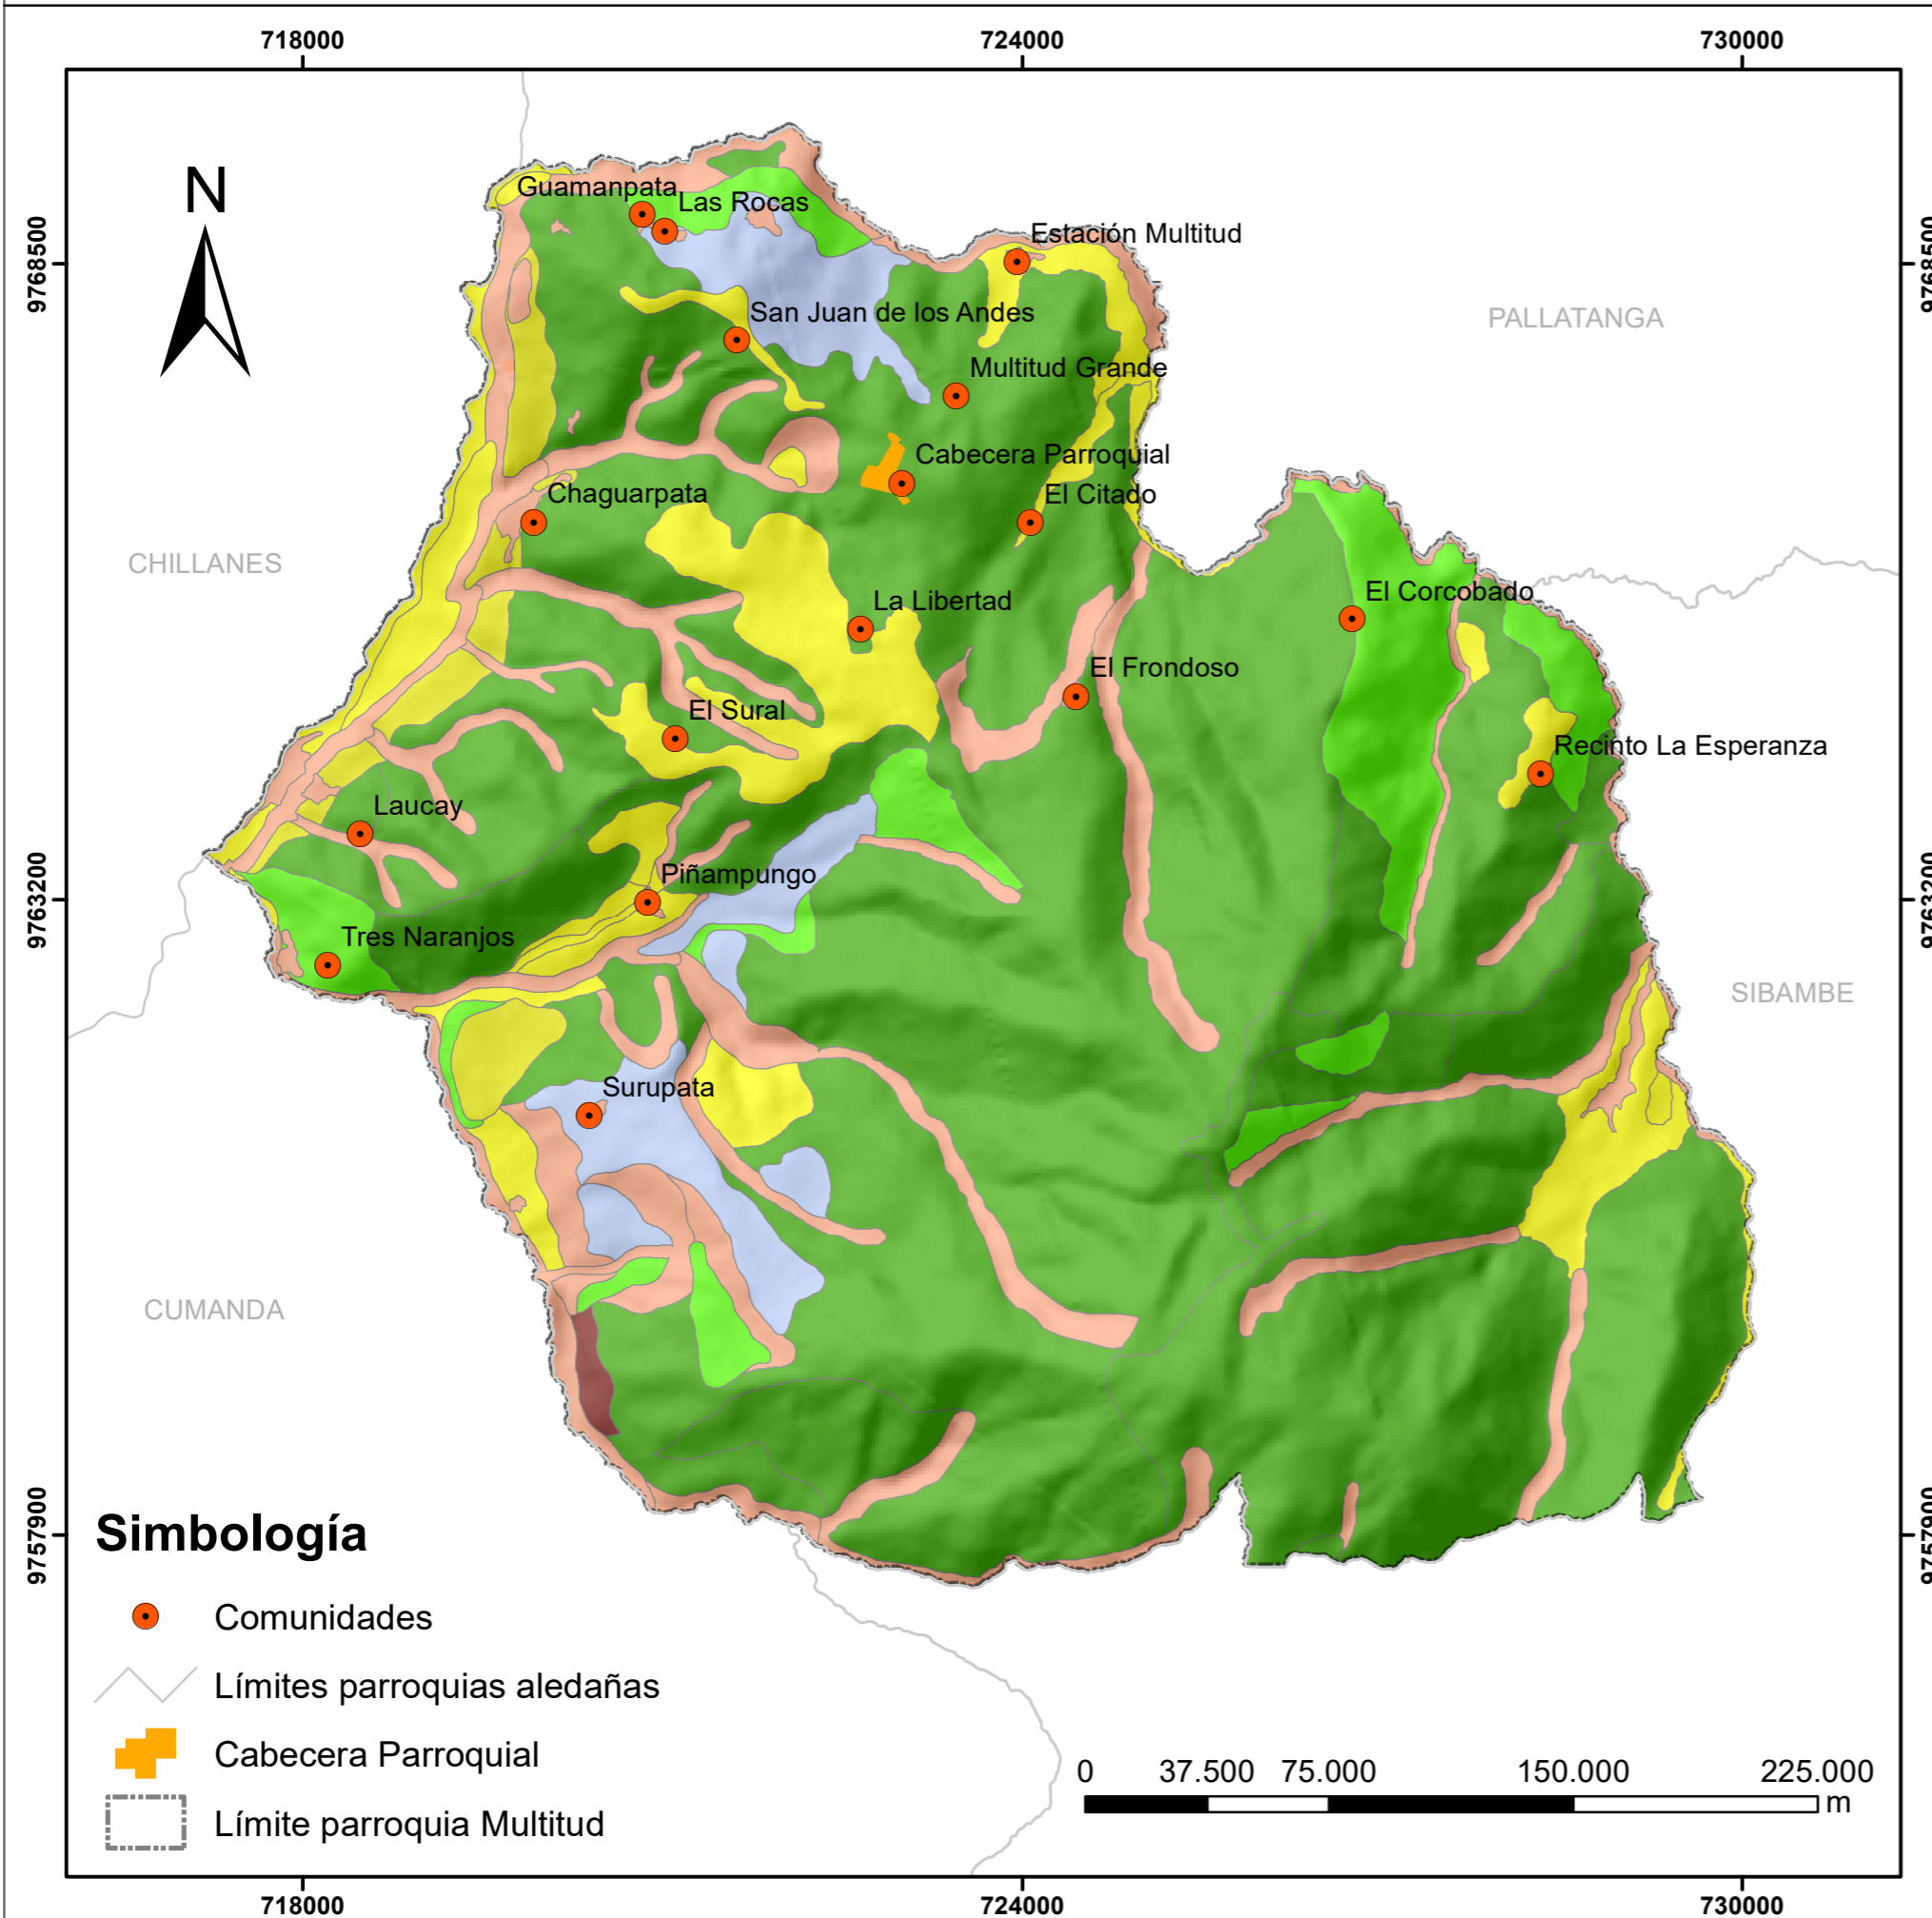 718000 724000 730000
N
Guamanpata
Las Rocas
Estación Multitud
9768500
9768500
San Juan de los Andes
PALLATANGA
Multitud Grande
Cabecera Parroquial
Chaguarpata
El Citado
CHILLANES
El Corcobado
La Libertad
El Frondoso
El Sural
Recinto La Esperanza
Laucay
Piñampungo
9763200
9763200
Tres Naranjos
SIBAMBE
Surupata
CUMANDA
9757900
9757900
Simbología
Comunidades
Límites parroquias aledañas
Cabecera Parroquial
Límite parroquia Multitud
0 37.500 75.000 150.000 225.000
m
718000 724000 730000